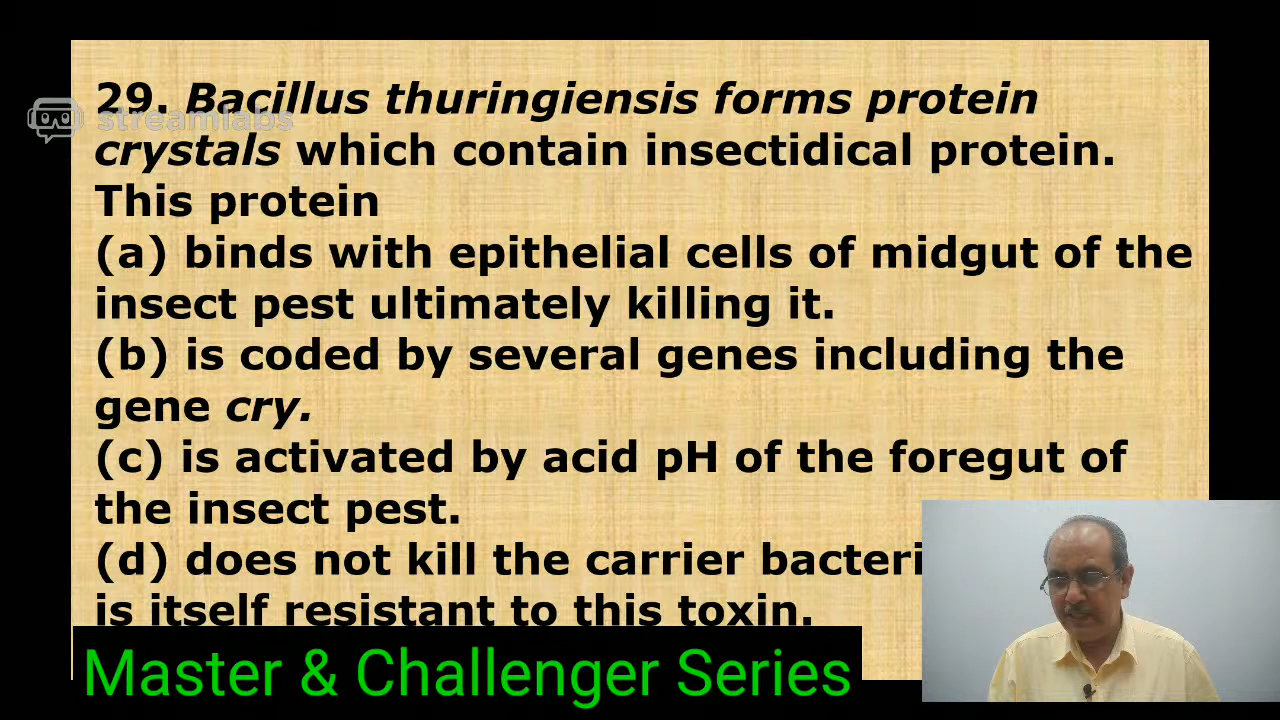 29. Bacillus thuringiensis forms protein
streamlabs
crystals which contain insectidical protein.
This protein
(a) binds with epithelial cells of midgut of the
insect pest ultimately killing it.
(b) is coded by several genes including the
gene cry.
(c) is activated by acid pH of the foregut of
the insect pest.
(d) does not kill the carrier bacteri
is itself resistant to this toxin.
Master & Challenger Series